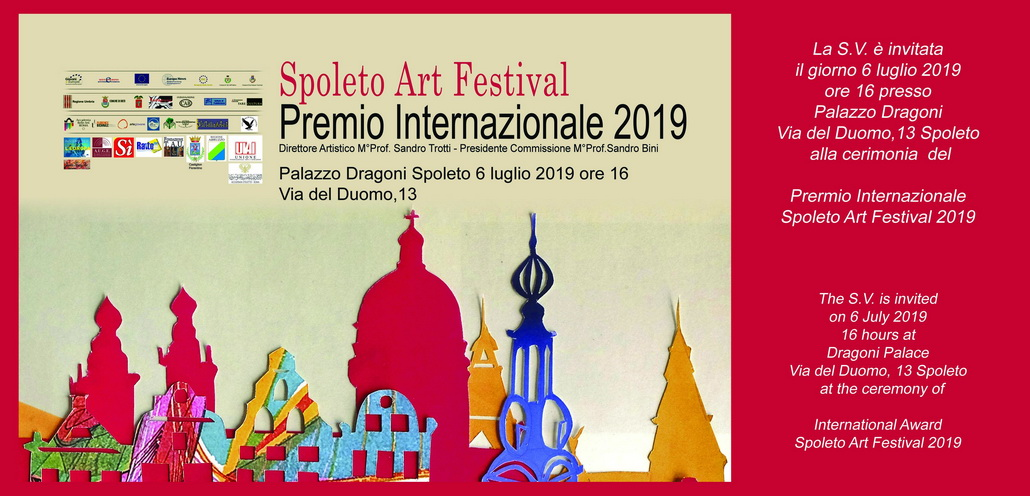 Spoleto Art Festival
Premio Internazionale 2019
Direttore Artistico M°Prof. Sandro Trotti - Presidente Commissione M°Prof.Sandro Bini
Palazzo Dragoni Spoleto 6 luglio 2019 ore 16
Via del Duomo,13
Sì
UNIONE
La S.V. è invitata
il giorno 6 luglio 2019
ore 16 presso
Palazzo Dragoni
Via del Duomo,13 Spoleto
alla cerimonia del
Prermio Internazionale
Spoleto Art Festival 2019
The S.V. is invited
on 6 July 2019
16 hours at
Dragoni Palace
Via del Duomo, 13 Spoleto
at the ceremony of
International Award
Spoleto Art Festival 2019